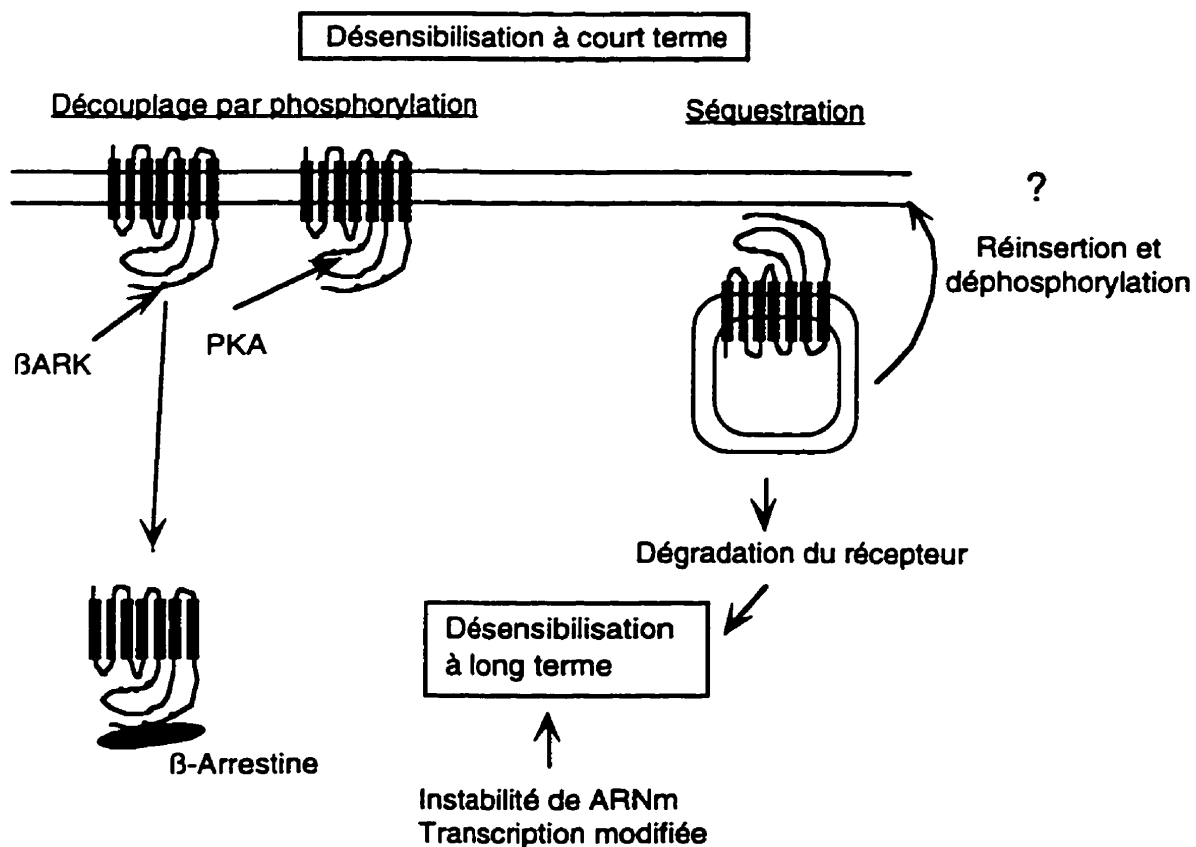 Désensibilisation à court terme
Découplage par phosphorylation
Séquestration
?
Réinsertion et
déphosphorylation
PKA
ßARK
Dégradation du récepteur
Désensibilisation
à long terme
ß-Arrestine
Instabilité de ARNm
Transcription modifiée